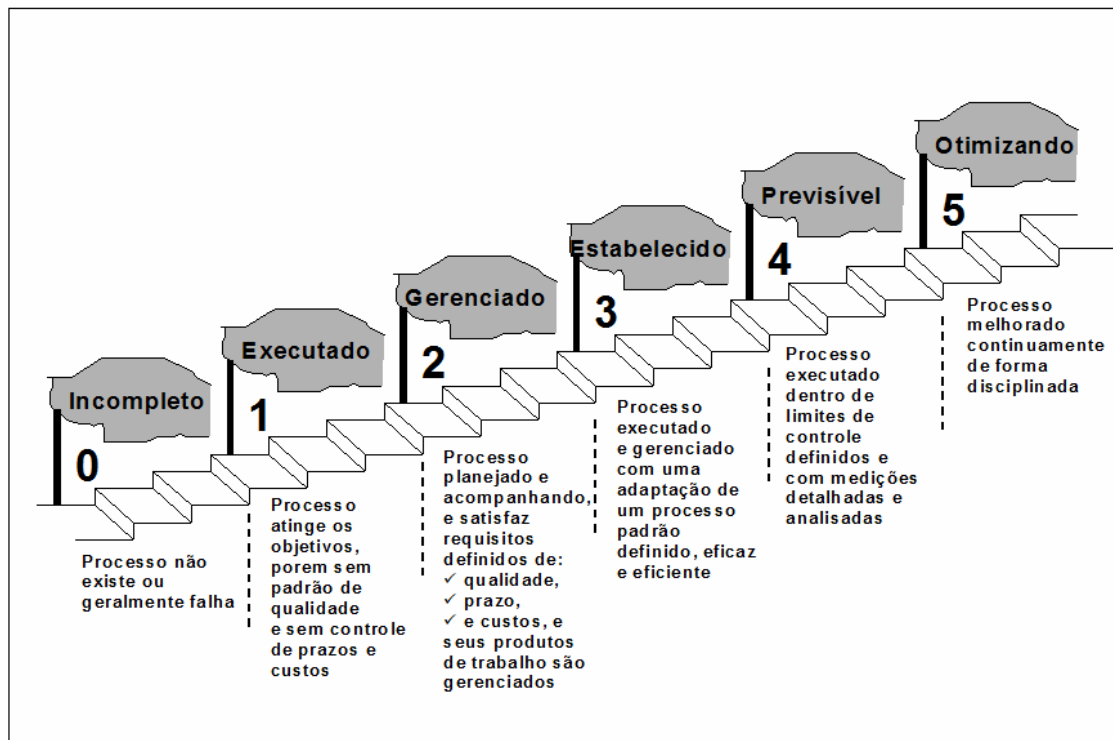 Incompleto
0
Processo não
existe ou
geralmente falha
Executado
1
Processo
atinge os
objetivos,
porem sem
padrão de
qualidade
e sem controle
de prazos e
custos
Gerenciado
2
Processo
planejado e
acompanhando,
e satisfaz
requisitos
definidos de:
✓ qualidade,
✓ prazo,
✓ e custos, e
seus produtos
de trabalho são
gerenciados
Estabelecido
3
Processo
executado
e gerenciado
com uma
adaptação de
um processo
padrão
definido, eficaz
e eficiente
Previsível
4
Processo
executado
dentro de
limites de
controle
definidos e
com medições
detalhadas e
analisadas
Otimizando
5
Processo
melhorado
continuamente
de forma
disciplinada